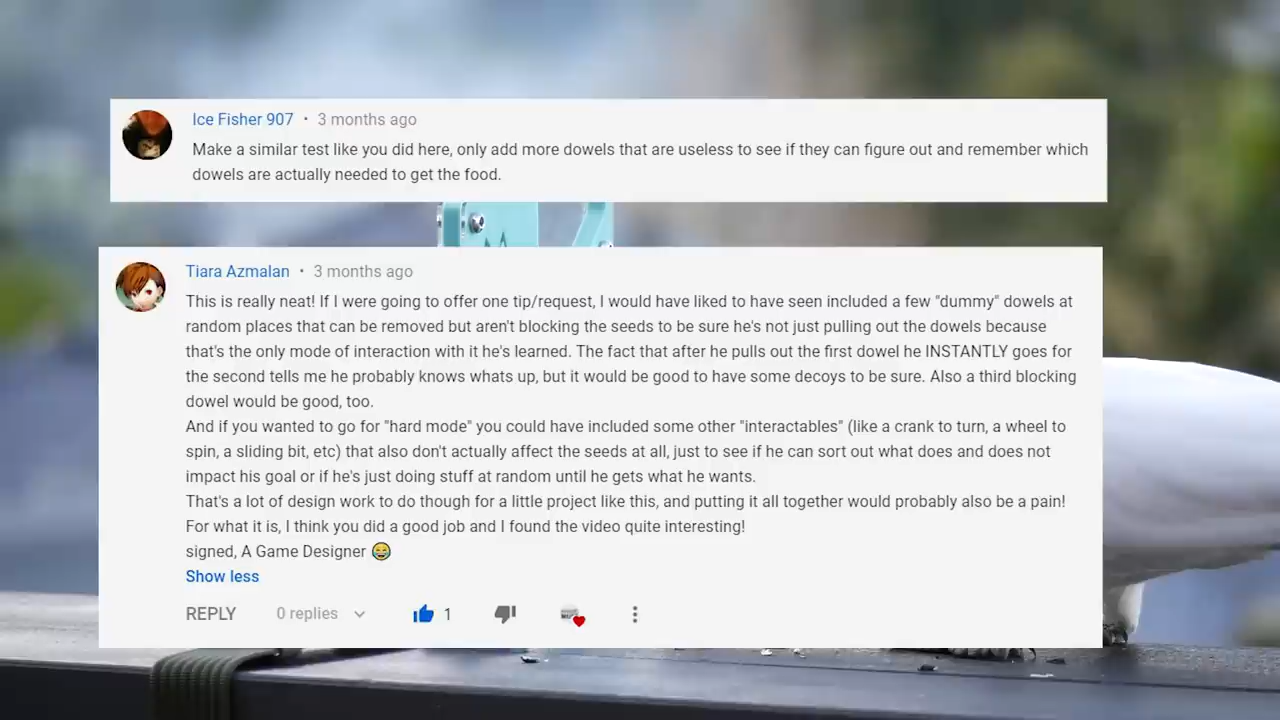 Ice Fisher 907 • 3 months ago
Make a similar test like you did here, only add more dowels that are useless to see if they can figure out and remember which
dowels are actually needed to get the food.
Tiara Azmalan • 3 months ago
This is really neat! If I were going to offer one tip/request, I would have liked to have seen included a few "dummy" dowels at
random places that can be removed but aren't blocking the seeds to be sure he's not just pulling out the dowels because
that's the only mode of interaction with it he's learned. The fact that after he pulls out the first dowel he INSTANTLY goes for
the second tells me he probably knows whats up, but it would be good to have some decoys to be sure. Also a third blocking
dowel would be good, too.
And if you wanted to go for "hard mode" you could have included some other "interactables" (like a crank to turn, a wheel to
spin, a sliding bit, etc) that also don't actually affect the seeds at all, just to see if he can sort out what does and does not
impact his goal or if he's just doing stuff at random until he gets what he wants.
That's a lot of design work to do though for a little project like this, and putting it all together would probably also be a pain!
For what it is, I think you did a good job and I found the video quite interesting!
signed, A Game Designer 😂
Show less
REPLY 0 replies 1